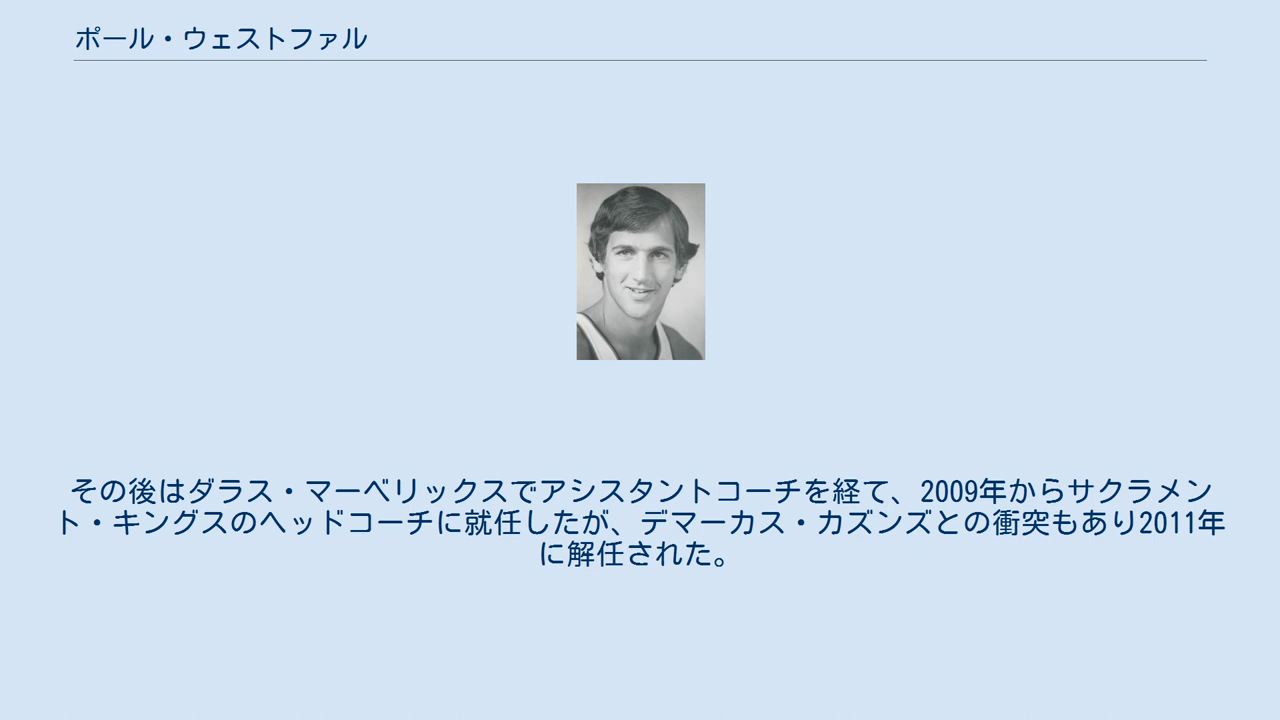 ポール・ウェストファル
その後はダラス・マーベリックスでアシスタントコーチを経て、2009年からサクラメン
ト・キングスのヘッドコーチに就任したが、デマーカス・カズンズとの衝突もあり2011年
に解任された。